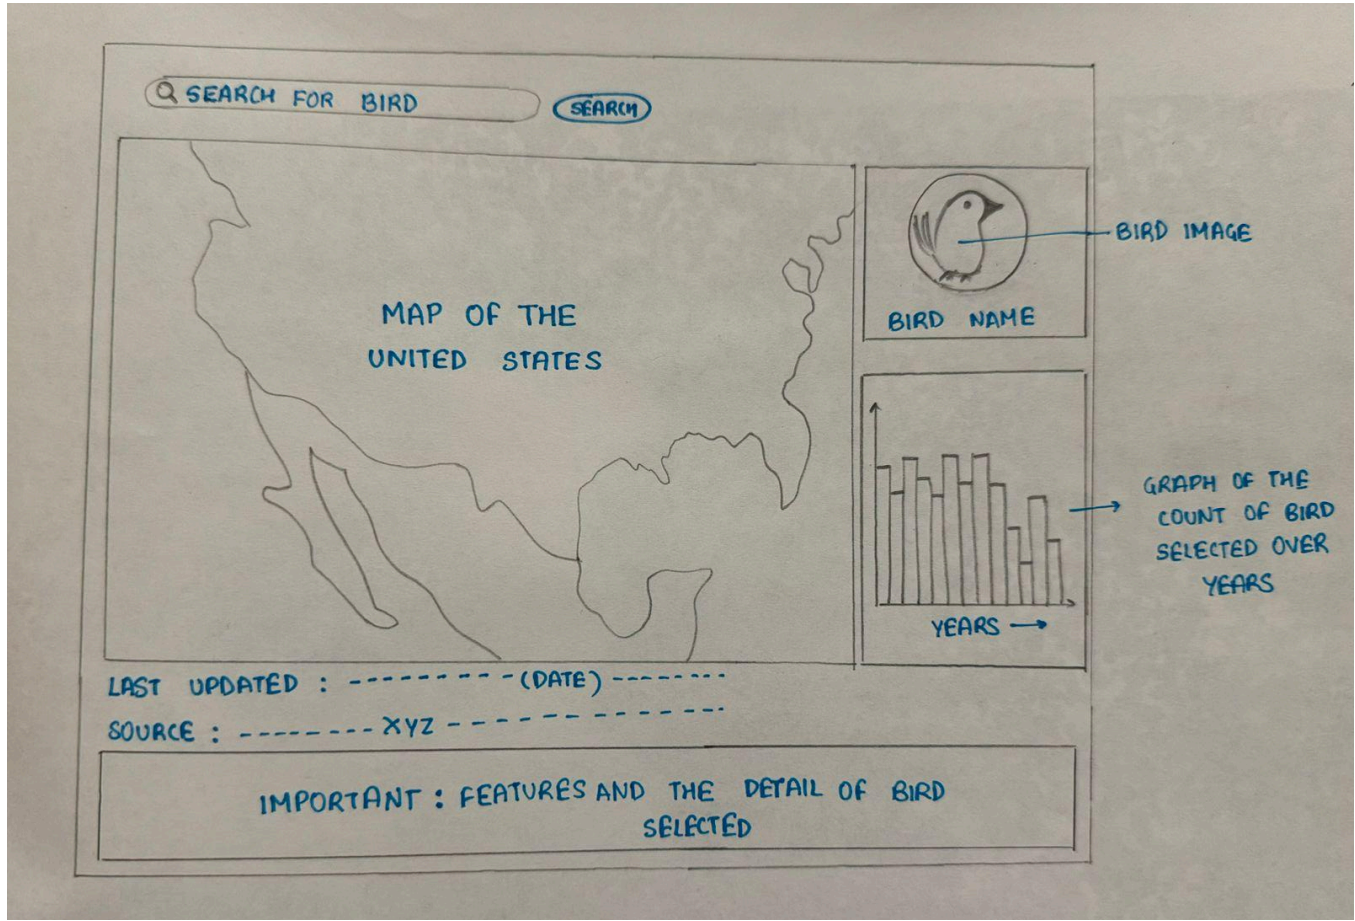 SEARCH FOR BIRD
SEARCH
MAP OF THE
UNITED STATES
BIRD IMAGE
BIRD NAME
GRAPH OF THE
COUNT OF BIRD
SELECTED OVER
YEARS
YEARS
LAST UPDATED : ---------(DATE)--------
SOURCE : --------XYZ--------------
IMPORTANT : FEATURES AND THE DETAIL OF BIRD
SELECTED